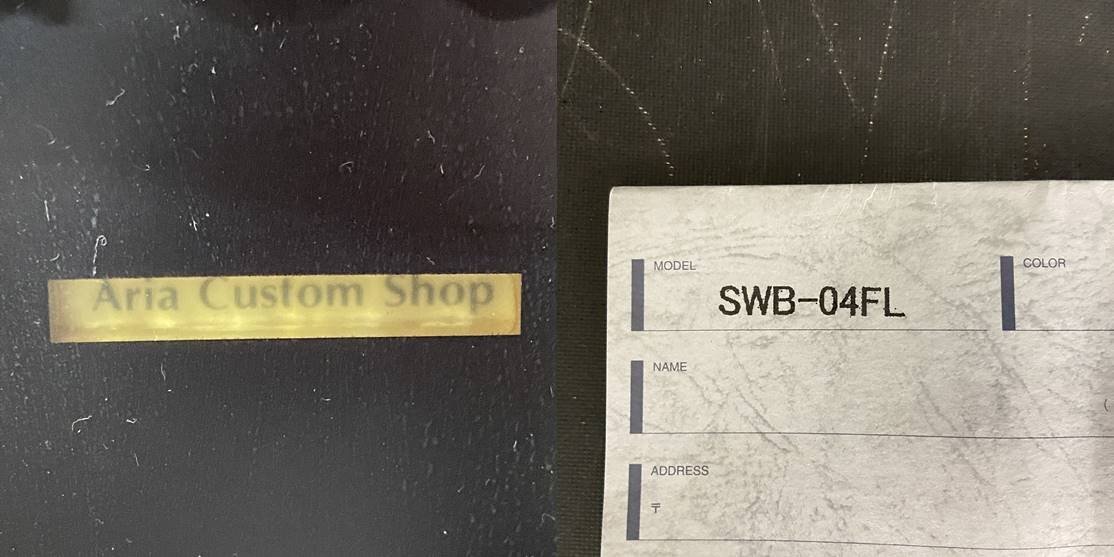 Aria Custom Shop
MODEL
SWB-04FL
COLOR
NAME
ADDRESS
〒